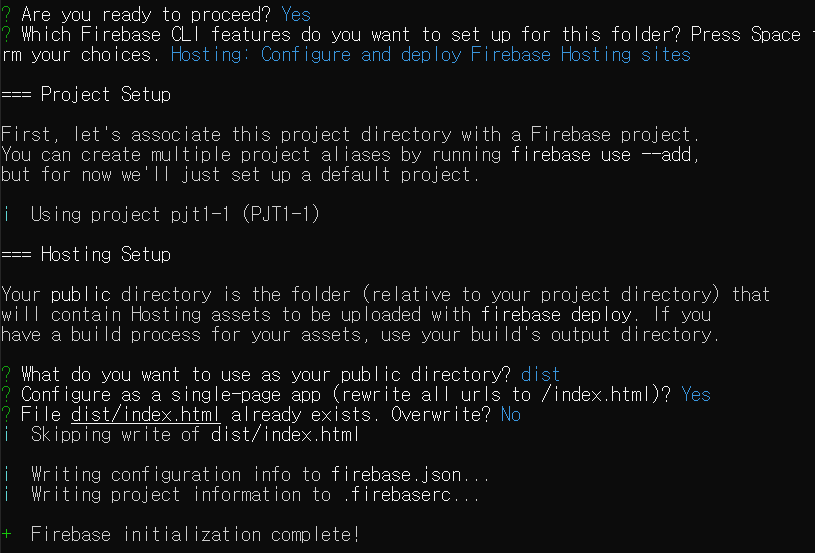 ? Are you ready to proceed? Yes
? Which Firebase CLI features do you want to set up for this folder? Press Space
rm your choices. Hosting: Configure and deploy Firebase Hosting sites
=== Project Setup
First, let's associate this project directory with a Firebase project.
You can create multiple project aliases by running firebase use --add,
but for now we'll just set up a default project.
i  Using project pjt1-1 (PJT1-1)
=== Hosting Setup
Your public directory is the folder (relative to your project directory) that
will contain Hosting assets to be uploaded with firebase deploy. If you
have a build process for your assets, use your build's output directory.
? What do you want to use as your public directory? dist
? Configure as a single-page app (rewrite all urls to /index.html)? Yes
? File dist/index.html already exists. Overwrite? No
i  Skipping write of dist/index.html
i  Writing configuration info to firebase.json...
i  Writing project information to .firebaserc...
+  Firebase initialization complete!